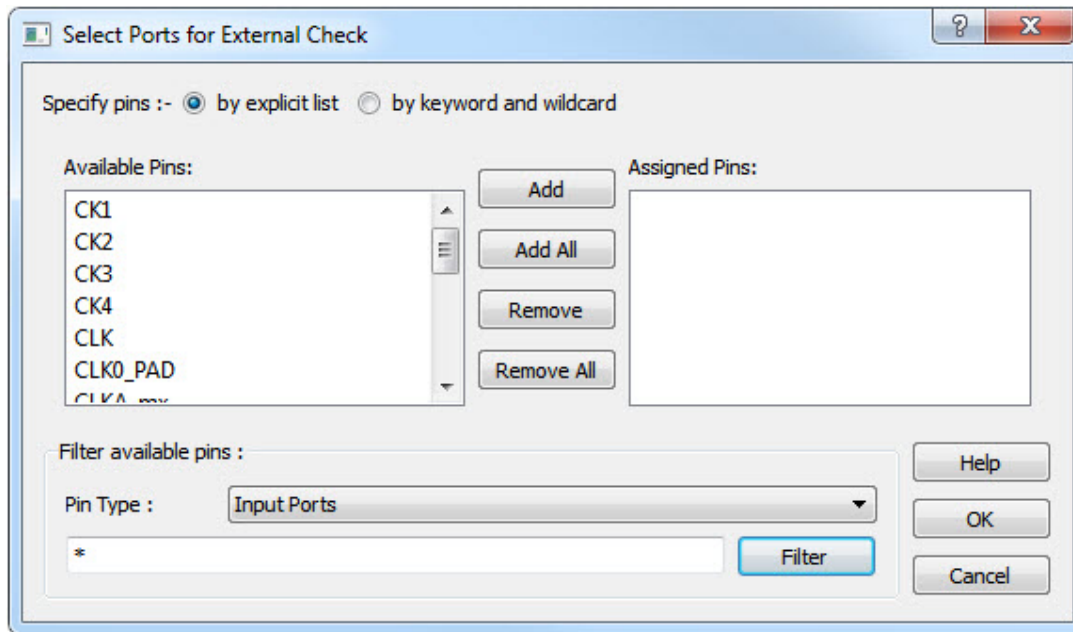 Select Ports for External Check
Specify pins :- by explicit list by keyword and wildcard
Available Pins:
CK1
CK2
CK3
CK4
CLK
CLK0_PAD
CLKA_mx
Add
Add All
Remove
Remove All
Assigned Pins:
Filter available pins :
Pin Type : Input Ports
*
Filter
Help
OK
Cancel